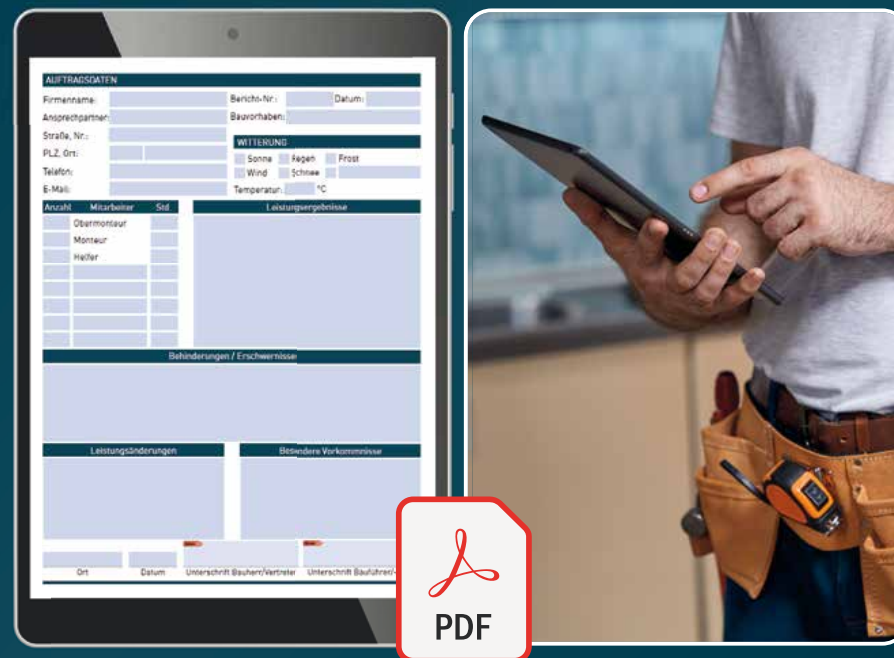 AUFTRAGSDATEN
Firmenname: Bericht-Nr.: Datum:
Ansprechpartner: Bauvorhaben:
Straße, Nr.:
PLZ, Ort:
Telefon:
E-Mail:
WITTERUNG
Sonne Regen Frost
Wind Schnee
Temperatur: °C
Anzahl Mitarbeiter Std Leistungsergebnisse
Obermonteur
Monteur
Helfer
Behinderungen / Erschwernisse
Leistungsänderungen Besondere Vorkommnisse
Ort Datum Unterschrift Bauherr/Vertreter Unterschrift Bauführer/
PDF